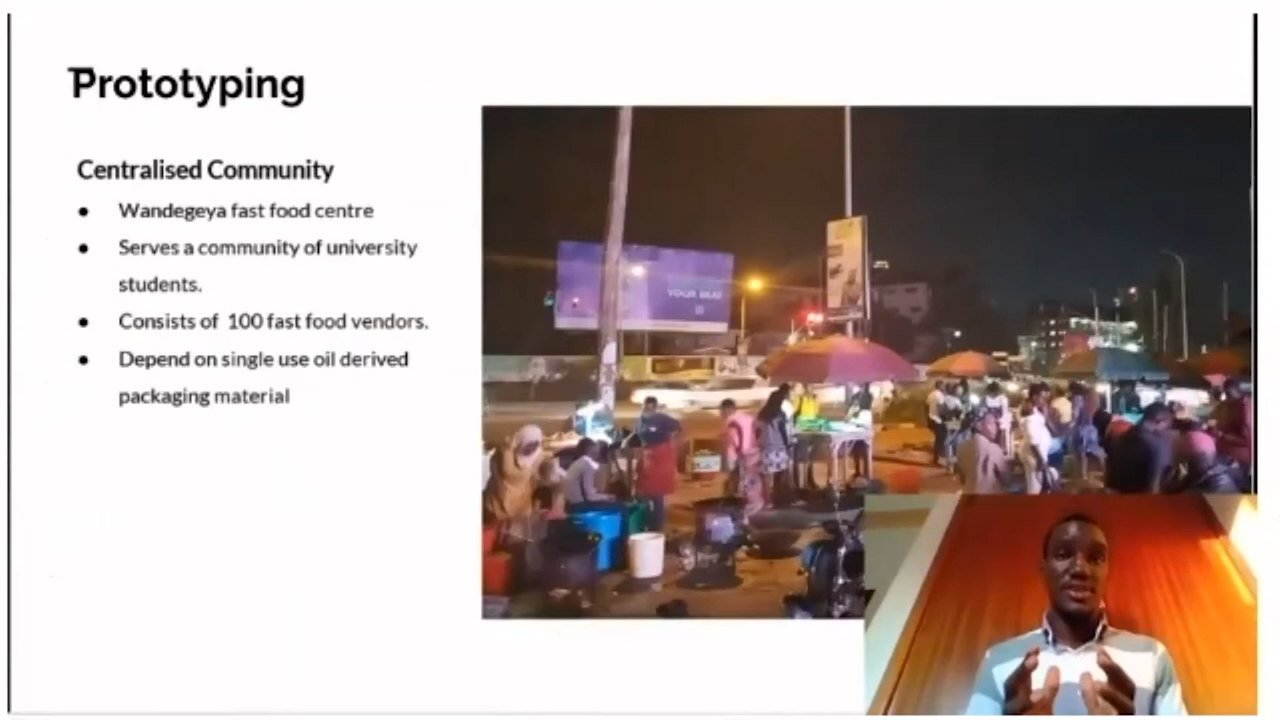 Prototyping
Centralised Community
● Wandegeya fast food centre
● Serves a community of university
students.
● Consists of 100 fast food vendors.
● Depend on single use oil derived
packaging material
YOUR